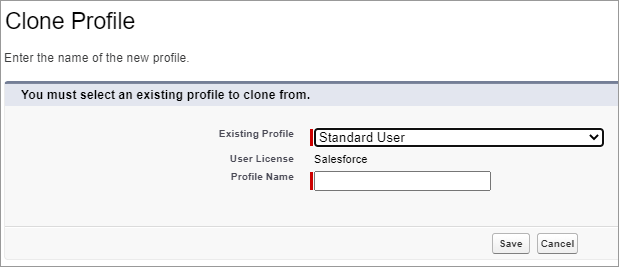 Clone Profile
Enter the name of the new profile.
You must select an existing profile to clone from.
Existing Profile Standard User
User License Salesforce
Profile Name
Save Cancel